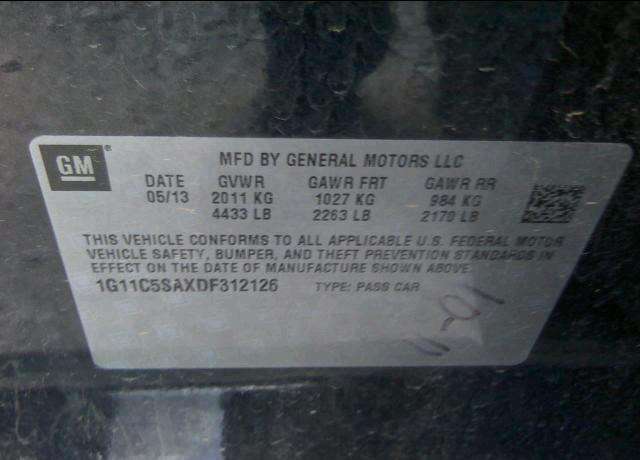 GM ®
MFD BY GENERAL MOTORS LLC
DATE GVWR GAWR FRT GAWR RR
05/13 2011 KG 1027 KG 984 KG
4433 LB 2263 LB 2170 LB
THIS VEHICLE CONFORMS TO ALL APPLICABLE U.S. FEDERAL MOTOR
VEHICLE SAFETY, BUMPER, AND THEFT PREVENTION STANDARDS IN
EFFECT ON THE DATE OF MANUFACTURE SHOWN ABOVE.
1G11C5SAXDF312126 TYPE: PASS CAR